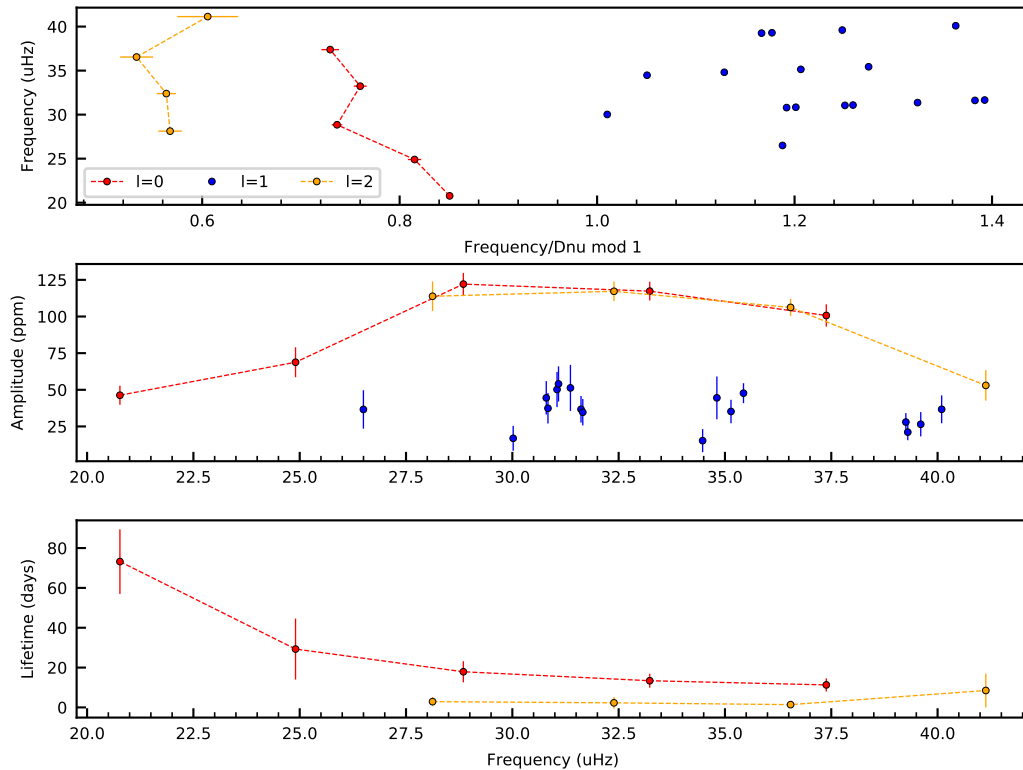 40
35
30
25
20
Frequency (uHz)
l=0 l=1 l=2
0.6 0.8 1.0 1.2 1.4
Frequency/Dnu mod 1
125
100
75
50
25
Amplitude (ppm)
20.0 22.5 25.0 27.5 30.0 32.5 35.0 37.5 40.0
80
60
40
20
0
Lifetime (days)
20.0 22.5 25.0 27.5 30.0 32.5 35.0 37.5 40.0
Frequency (uHz)